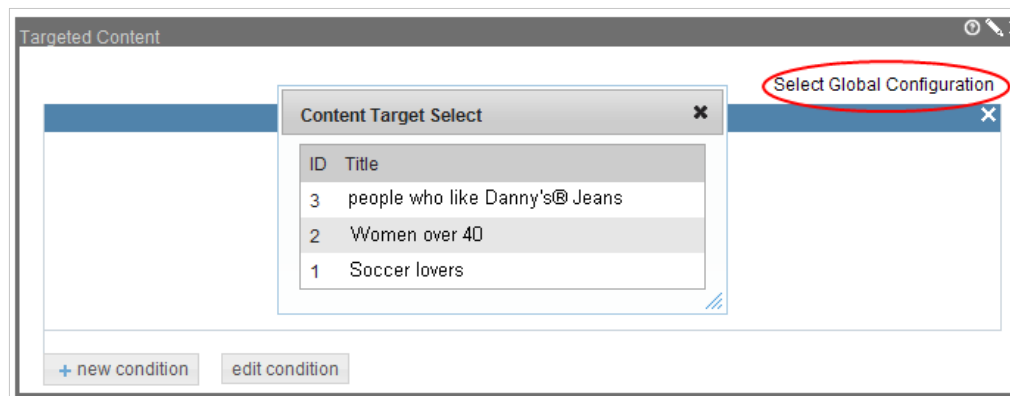 Targeted Content
Select Global Configuration
Content Target Select
ID Title
3 people who like Danny's® Jeans
2 Women over 40
1 Soccer lovers
+ new condition edit condition